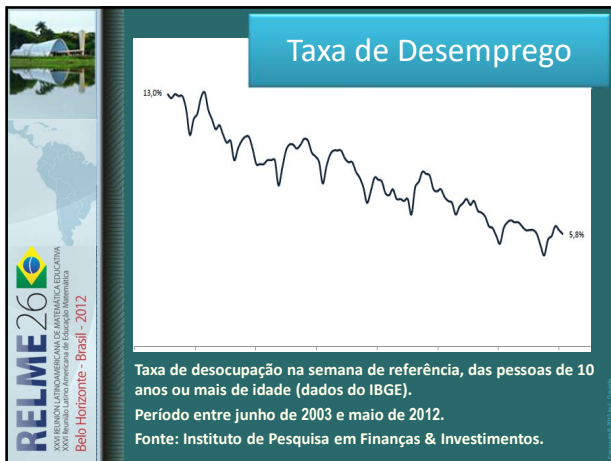 Taxa de Desemprego
13,0%
5,8%
Taxa de desocupação na semana de referência, das pessoas de 10
anos ou mais de idade (dados do IBGE).
Período entre junho de 2003 e maio de 2012.
Fonte: Instituto de Pesquisa em Finanças & Investimentos.
RELME 26
XXVI REUNIÓN LATINOAMERICANA DE MATEMÁTICA EDUCATIVA
XXVI Reunião Latino Americana de Educação Matemática
Belo Horizonte - Brasil - 2012